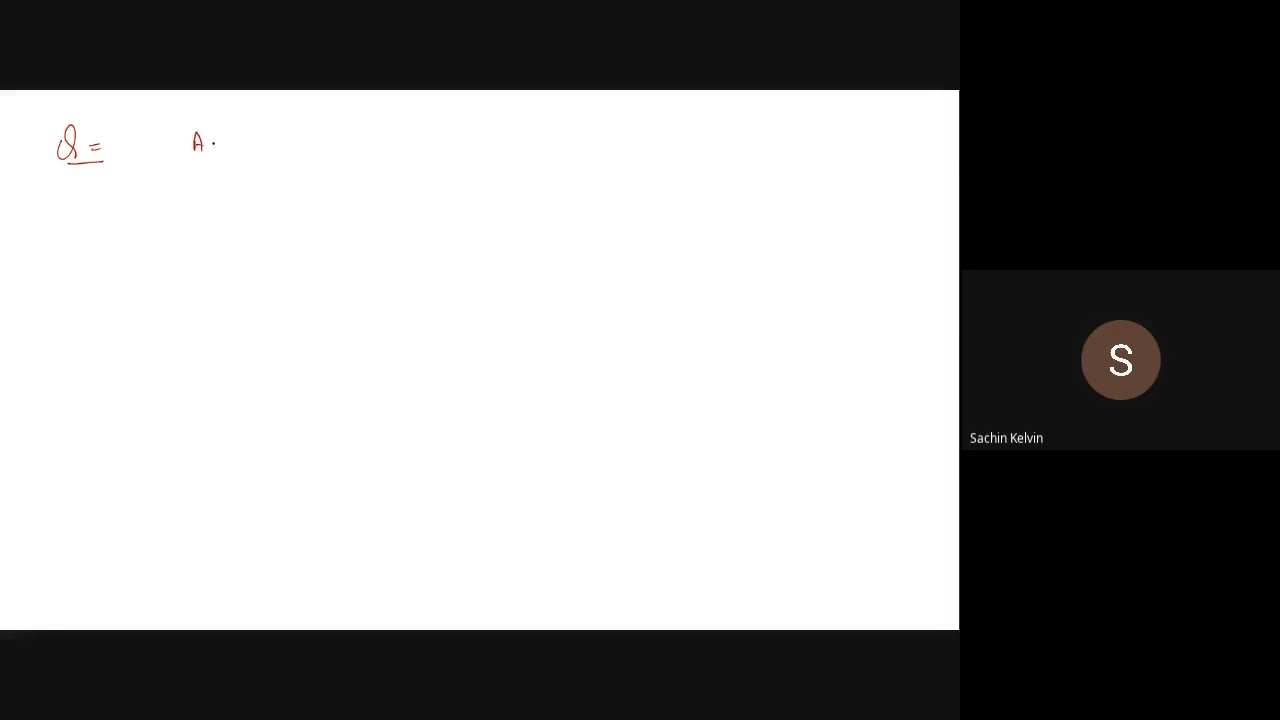 Q = A.
S
Sachin Kelvin